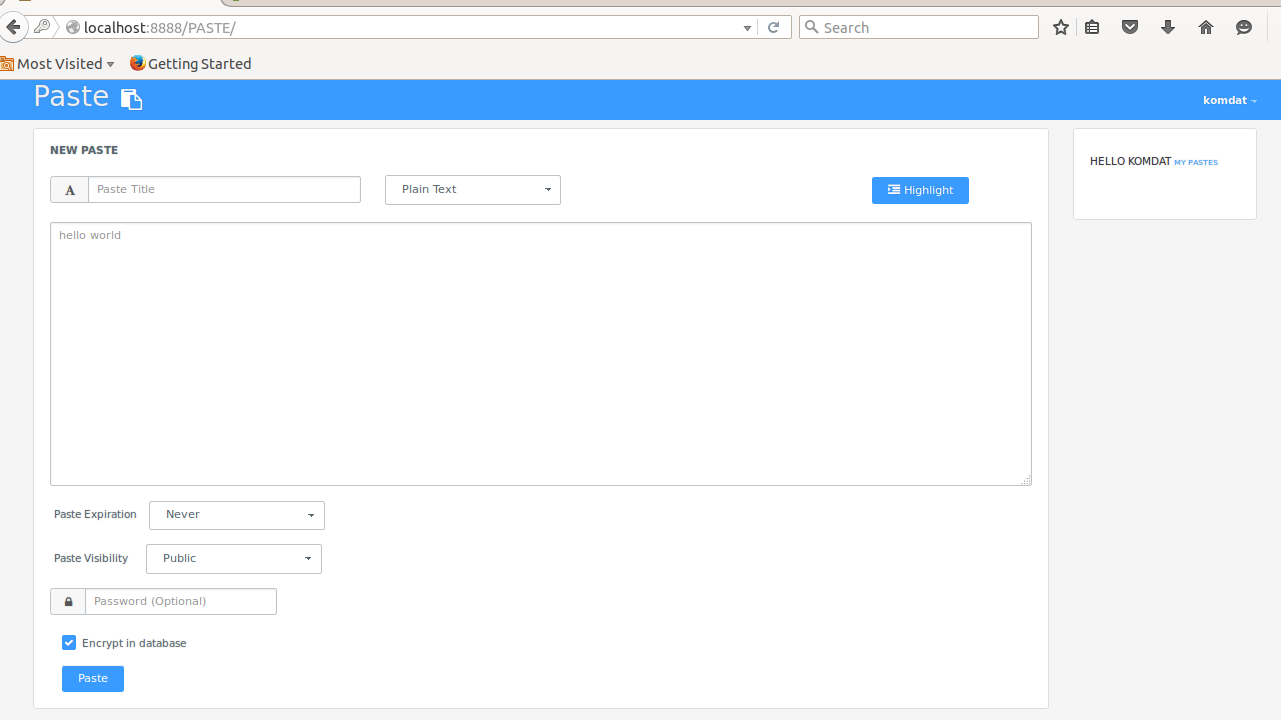 localhost:8888/PASTE/
Search
Most Visited
Getting Started
Paste
komdat
NEW PASTE
A Paste Title
Plain Text
Highlight
hello world
Paste Expiration Never
Paste Visibility Public
Password (Optional)
Encrypt in database
Paste
HELLO KOMDAT MY PASTES